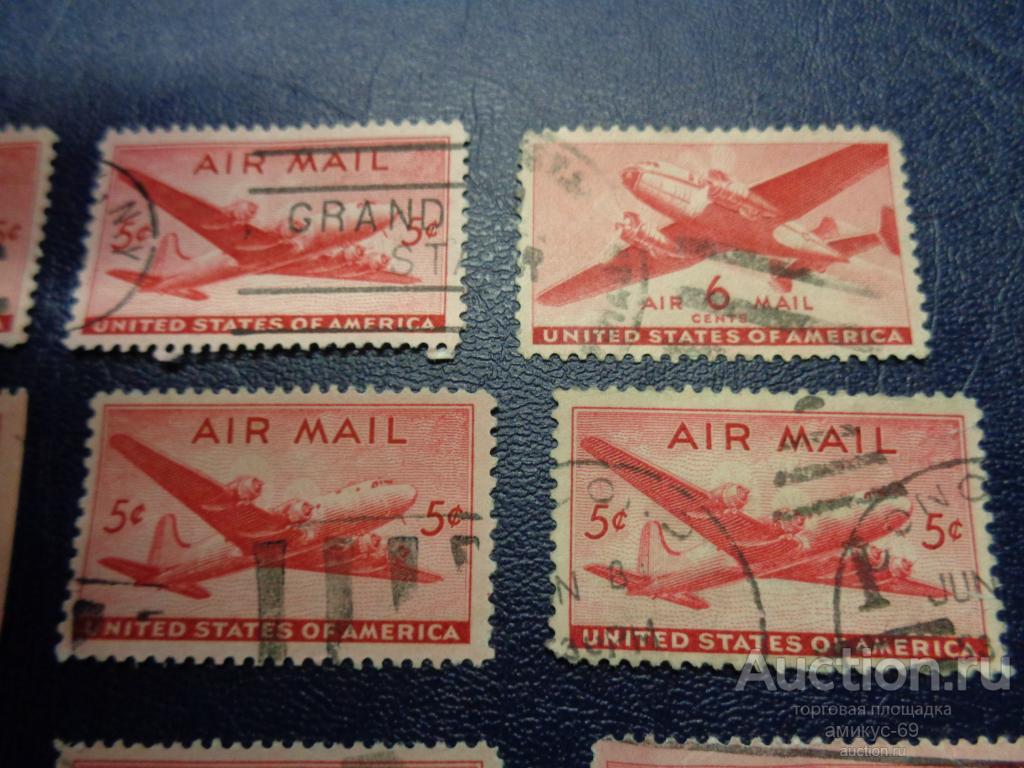 5¢
AIR MAIL
5¢ 5¢
GRAND
UNITED STATES OF AMERICA
N.Y.
6
AIR MAIL
CENTS
UNITED STATES OF AMERICA
AIR MAIL
5¢ 5¢
UNITED STATES OF AMERICA
AIR MAIL
5¢ 5¢
N 8
JUN
UNITED STATES OF AMERICA
Auction.ru
торговая площадка
амикус-69
auction.ru